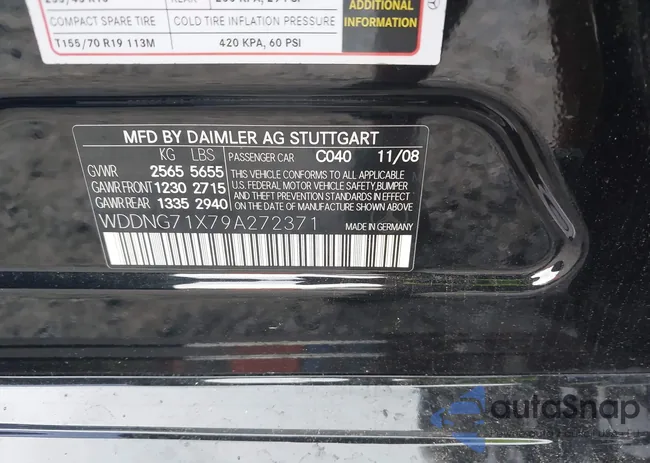 REAR
COMPACT SPARE TIRE COLD TIRE INFLATION PRESSURE
T155/70 R19 113M 420 KPA, 60 PSI
ADDITIONAL
INFORMATION
MFD BY DAIMLER AG STUTTGART
KG LBS PASSENGER CAR C040 11/08
GVWR 2565 5655 THIS VEHICLE CONFORMS TO ALL APPLICABLE
GAWR FRONT 1230 2715 U.S. FEDERAL MOTOR VEHICLE SAFETY, BUMPER
GAWR REAR 1335 2940 AND THEFT PREVENTION STANDARDS IN EFFECT
ON THE DATE OF MANUFACTURE SHOWN ABOVE.
WDDNG71X79A272371 MADE IN GERMANY
autoSnap